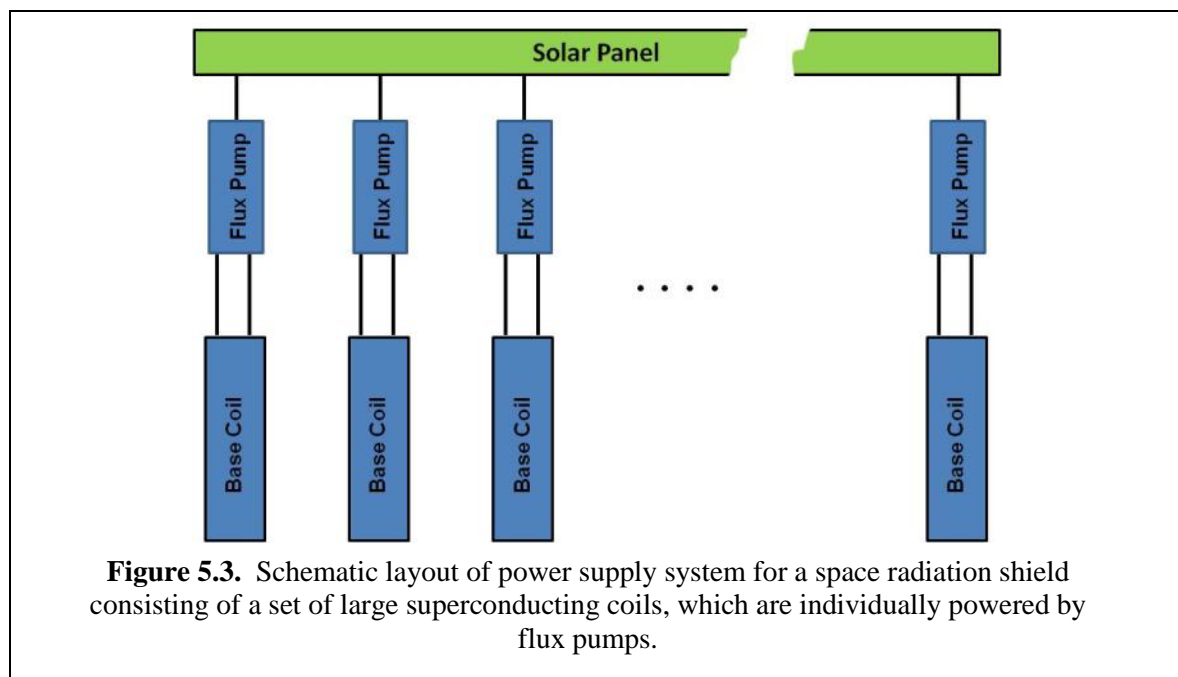 Solar Panel
Flux Pump
Flux Pump
Flux Pump
Flux Pump
Base Coil
Base Coil
Base Coil
Base Coil
Figure 5.3. Schematic layout of power supply system for a space radiation shield
consisting of a set of large superconducting coils, which are individually powered by
flux pumps.